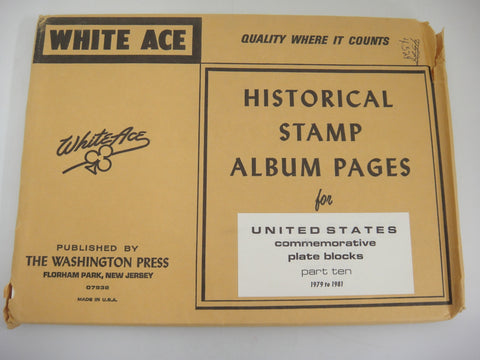 WHITE ACE
QUALITY WHERE IT COUNTS
HISTORICAL
STAMP
ALBUM PAGES
for
UNITED STATES
commemorative
plate blocks
part ten
1979 to 1981
White Ace
PUBLISHED BY
THE WASHINGTON PRESS
FLORHAM PARK, NEW JERSEY
07932
MADE IN U.S.A.